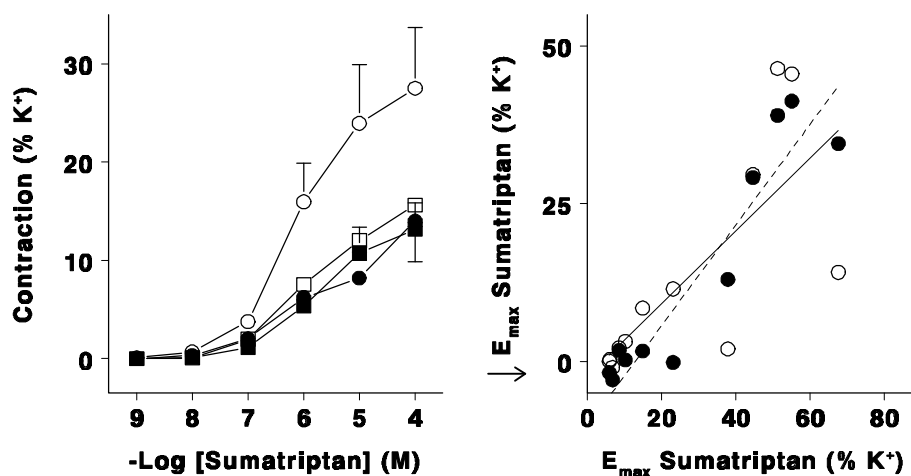 Contraction (% K⁺)
30
20
10
0
9 8 7 6 5 4
-Log [Sumatriptan] (M)
↓ Eₘₐₓ Sumatriptan (% K⁺)
50
25
0
0 20 40 60 80
Eₘₐₓ Sumatriptan (% K⁺)